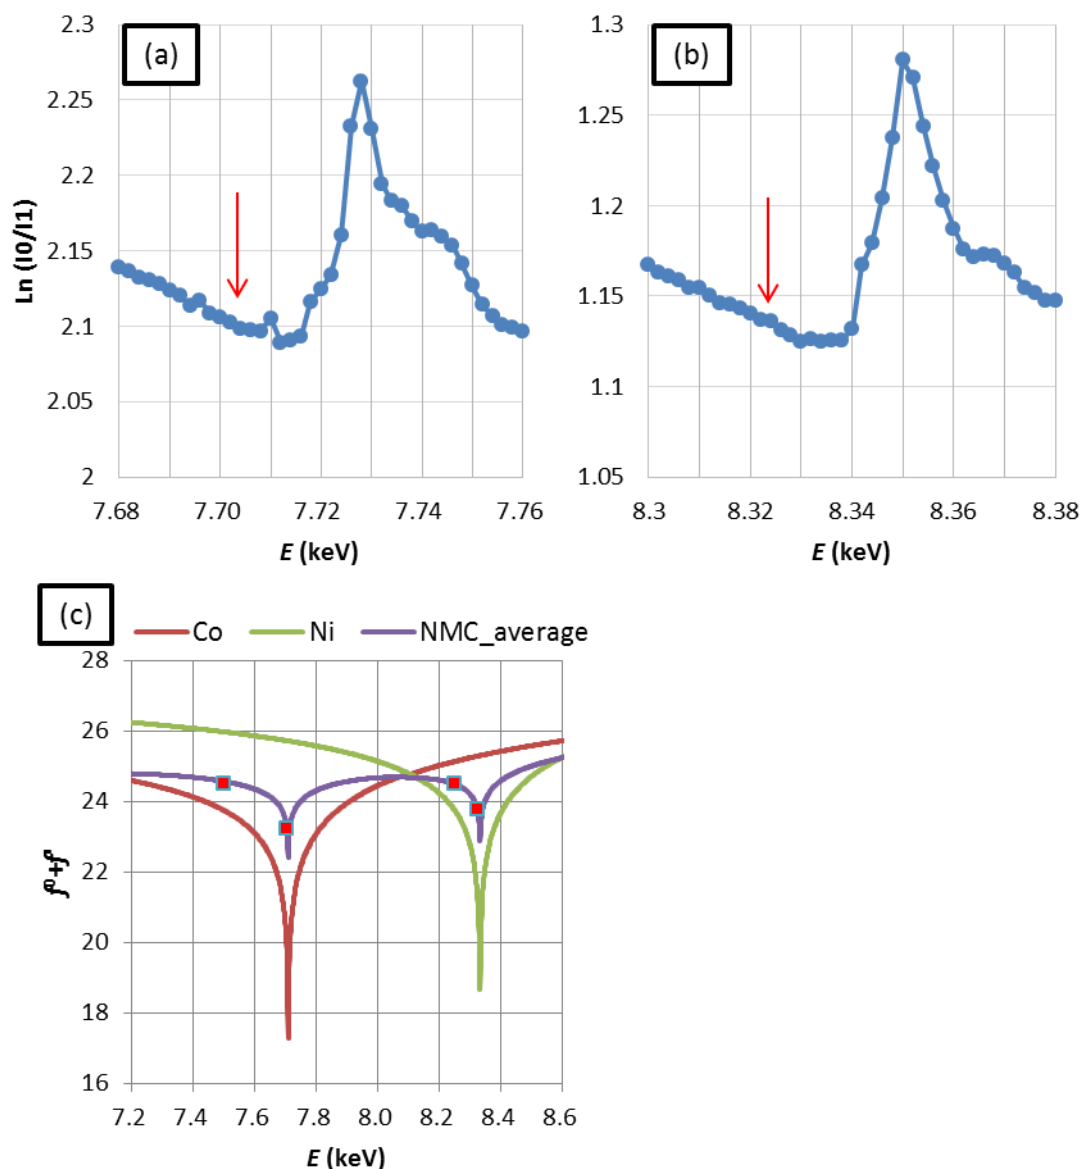 (a)
2.3
2.25
2.2
2.15
2.1
2.05
2
Ln (I0/I1)
7.68 7.70 7.72 7.74 7.76
E (keV)
(b)
1.3
1.25
1.2
1.15
1.1
1.05
8.3 8.32 8.34 8.36 8.38
E (keV)
(c)
Co Ni NMC_average
28
26
24
22
20
18
16
f⁰+f'
7.2 7.4 7.6 7.8 8.0 8.2 8.4 8.6
E (keV)